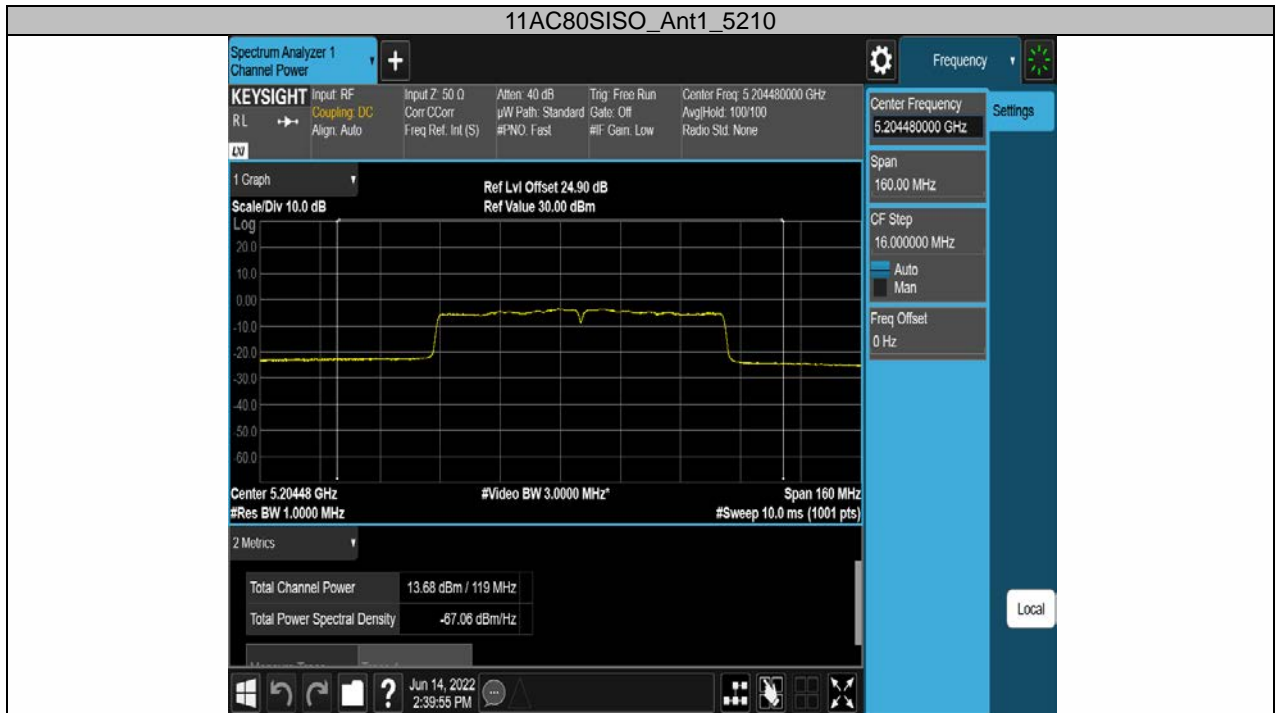 11AC80SISO_Ant1_5210
Spectrum Analyzer 1
Channel Power
+
Frequency
KEYSIGHT
RL
LXI
Input: RF
Coupling: DC
Align: Auto
Input Z: 50 Ω
Corr CCorr
Freq Ref: Int (S)
Atten: 40 dB
µW Path: Standard
#PNO: Fast
Trig: Free Run
Gate: Off
#IF Gain: Low
Center Freq: 5.204480000 GHz
Avg|Hold: 100/100
Radio Std: None
Center Frequency
5.204480000 GHz
Settings
Span
160.00 MHz
CF Step
16.000000 MHz
Auto
Man
Freq Offset
0 Hz
Local
1 Graph
Scale/Div 10.0 dB
Ref Lvl Offset 24.90 dB
Ref Value 30.00 dBm
Log
20.0
10.0
0.00
-10.0
-20.0
-30.0
-40.0
-50.0
-60.0
Center 5.20448 GHz
#Res BW 1.0000 MHz
#Video BW 3.0000 MHz*
Span 160 MHz
#Sweep 10.0 ms (1001 pts)
2 Metrics
Total Channel Power 13.68 dBm / 119 MHz
Total Power Spectral Density -67.06 dBm/Hz
?
Jun 14, 2022
2:39:55 PM